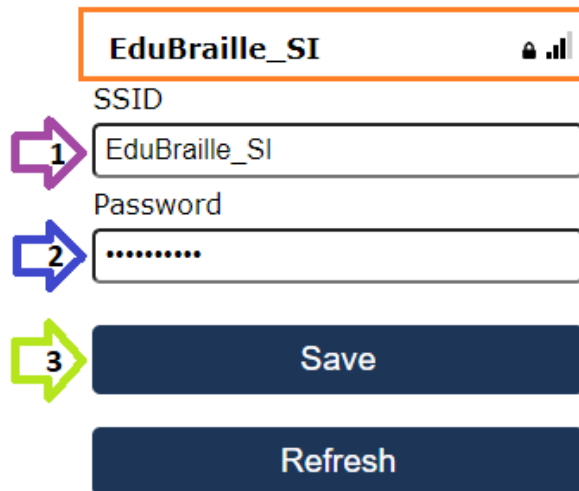 EduBraille_SI
SSID
1 EduBraille_SI
Password
2 ••••••••••
3 Save
Refresh